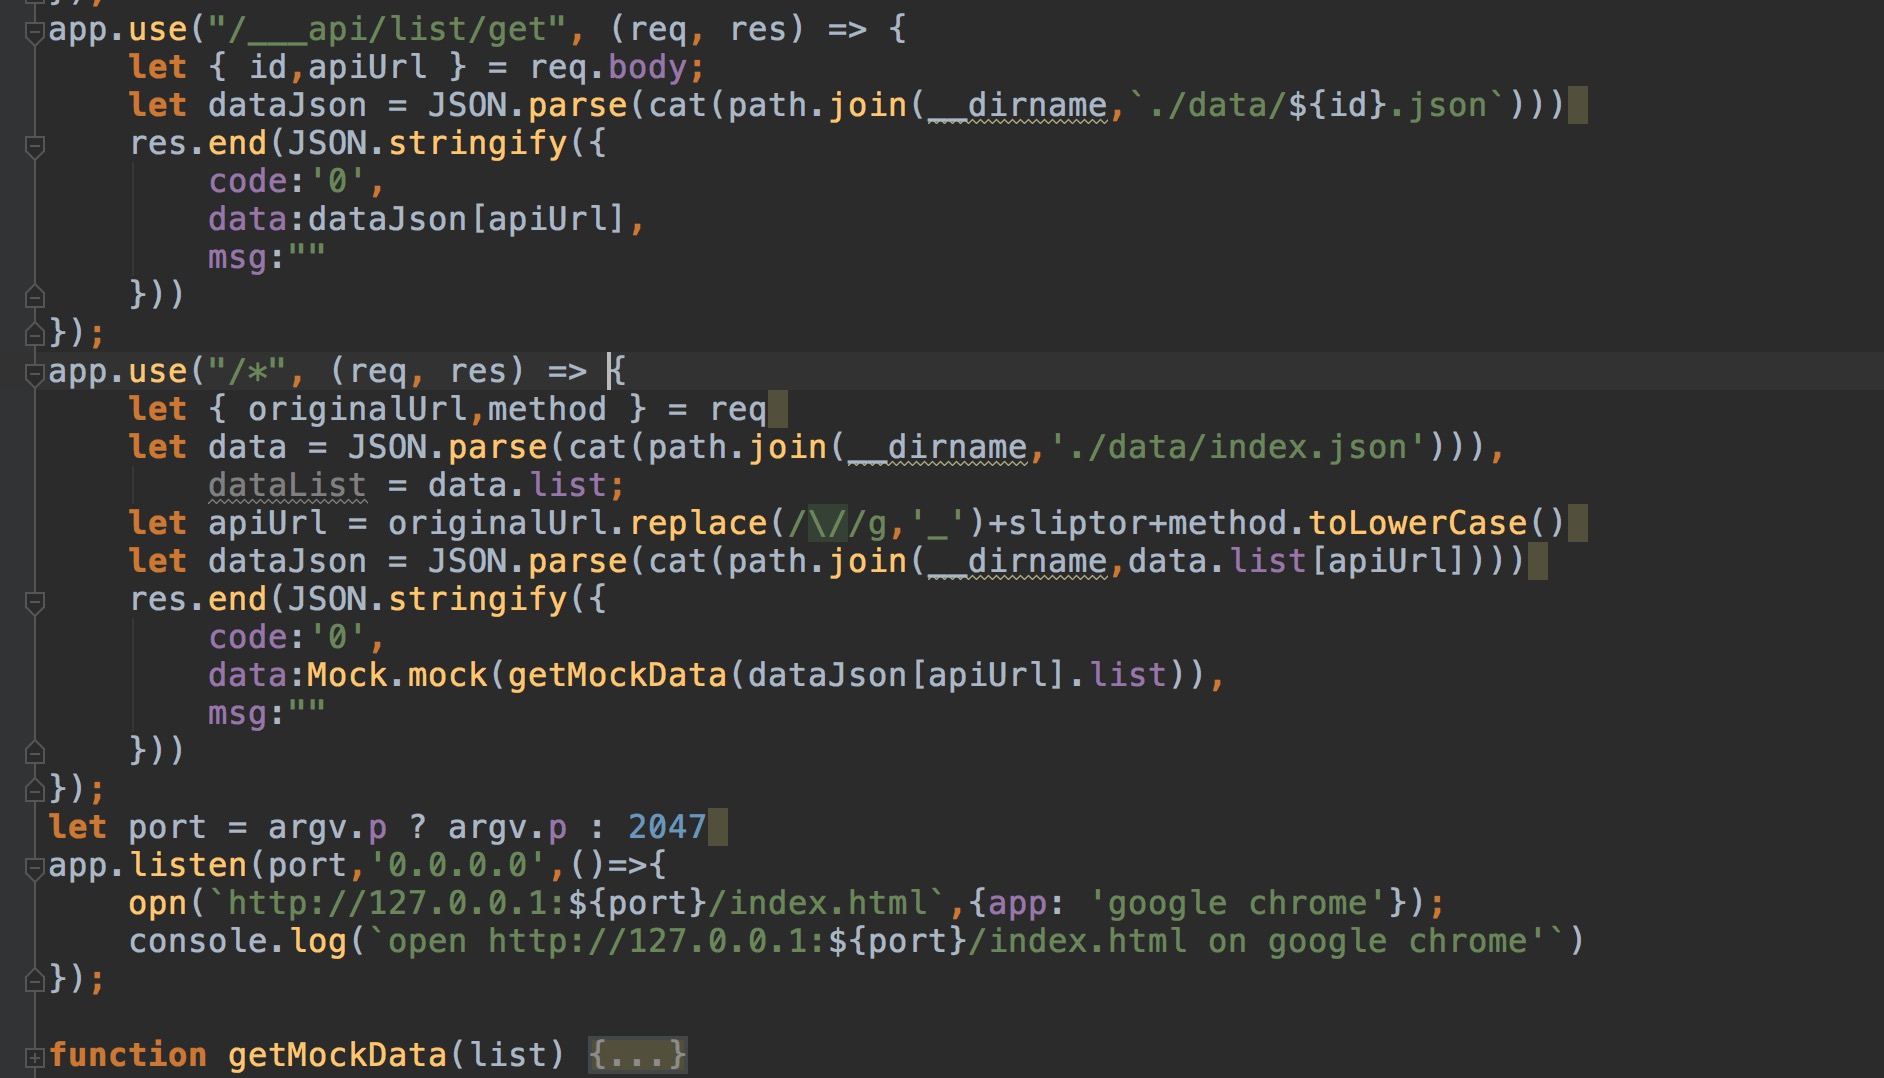 app.use("/___api/list/get", (req, res) => {
    let { id,apiUrl } = req.body;
    let dataJson = JSON.parse(cat(path.join(__dirname,`./data/${id}.json`)))
    res.end(JSON.stringify({
        code:'0',
        data:dataJson[apiUrl],
        msg:""
    }))
});
app.use("/*", (req, res) => {
    let { originalUrl,method } = req
    let data = JSON.parse(cat(path.join(__dirname,'./data/index.json'))),
        dataList = data.list;
    let apiUrl = originalUrl.replace(/\//g,'_')+sliptor+method.toLowerCase()
    let dataJson = JSON.parse(cat(path.join(__dirname,data.list[apiUrl])))
    res.end(JSON.stringify({
        code:'0',
        data:Mock.mock(getMockData(dataJson[apiUrl].list)),
        msg:""
    }))
});
let port = argv.p ? argv.p : 2047
app.listen(port,'0.0.0.0',()=>{
    opn(`http://127.0.0.1:${port}/index.html`,{app: 'google chrome'});
    console.log(`open http://127.0.0.1:${port}/index.html on google chrome'`)
});
function getMockData(list) {...}